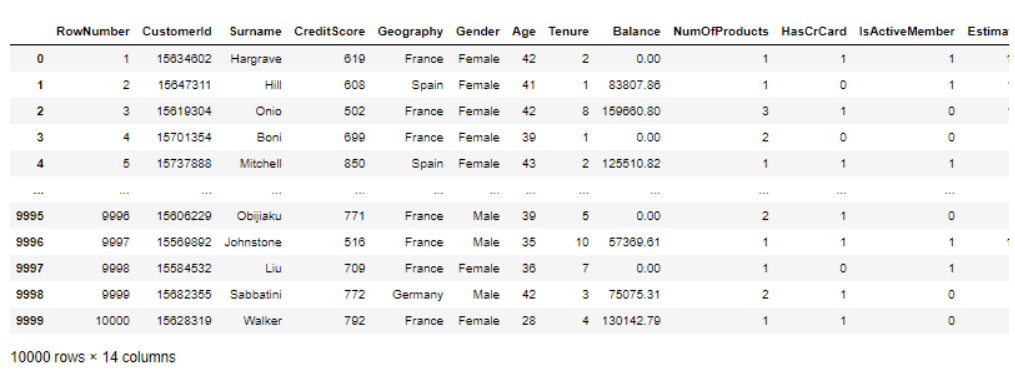 RowNumber CustomerId Surname CreditScore Geography Gender Age Tenure Balance NumOfProducts HasCrCard IsActiveMember Estima
0 1 15634602 Hargrave 619 France Female 42 2 0.00 1 1 1 1
1 2 15647311 Hill 608 Spain Female 41 1 83807.86 1 0 1 1
2 3 15619304 Onio 502 France Female 42 8 159660.80 3 1 0 1
3 4 15701354 Boni 699 France Female 39 1 0.00 2 0 0
4 5 15737888 Mitchell 850 Spain Female 43 2 125510.82 1 1 1
... ... ... ... ... ... ... ... ... ... ... ... ...
9995 9996 15606229 Obijiaku 771 France Male 39 5 0.00 2 1 0
9996 9997 15569892 Johnstone 516 France Male 35 10 57369.61 1 1 1 1
9997 9998 15584532 Liu 709 France Female 36 7 0.00 1 0 1
9998 9999 15682355 Sabbatini 772 Germany Male 42 3 75075.31 2 1 0
9999 10000 15628319 Walker 792 France Female 28 4 130142.79 1 1 0
10000 rows × 14 columns